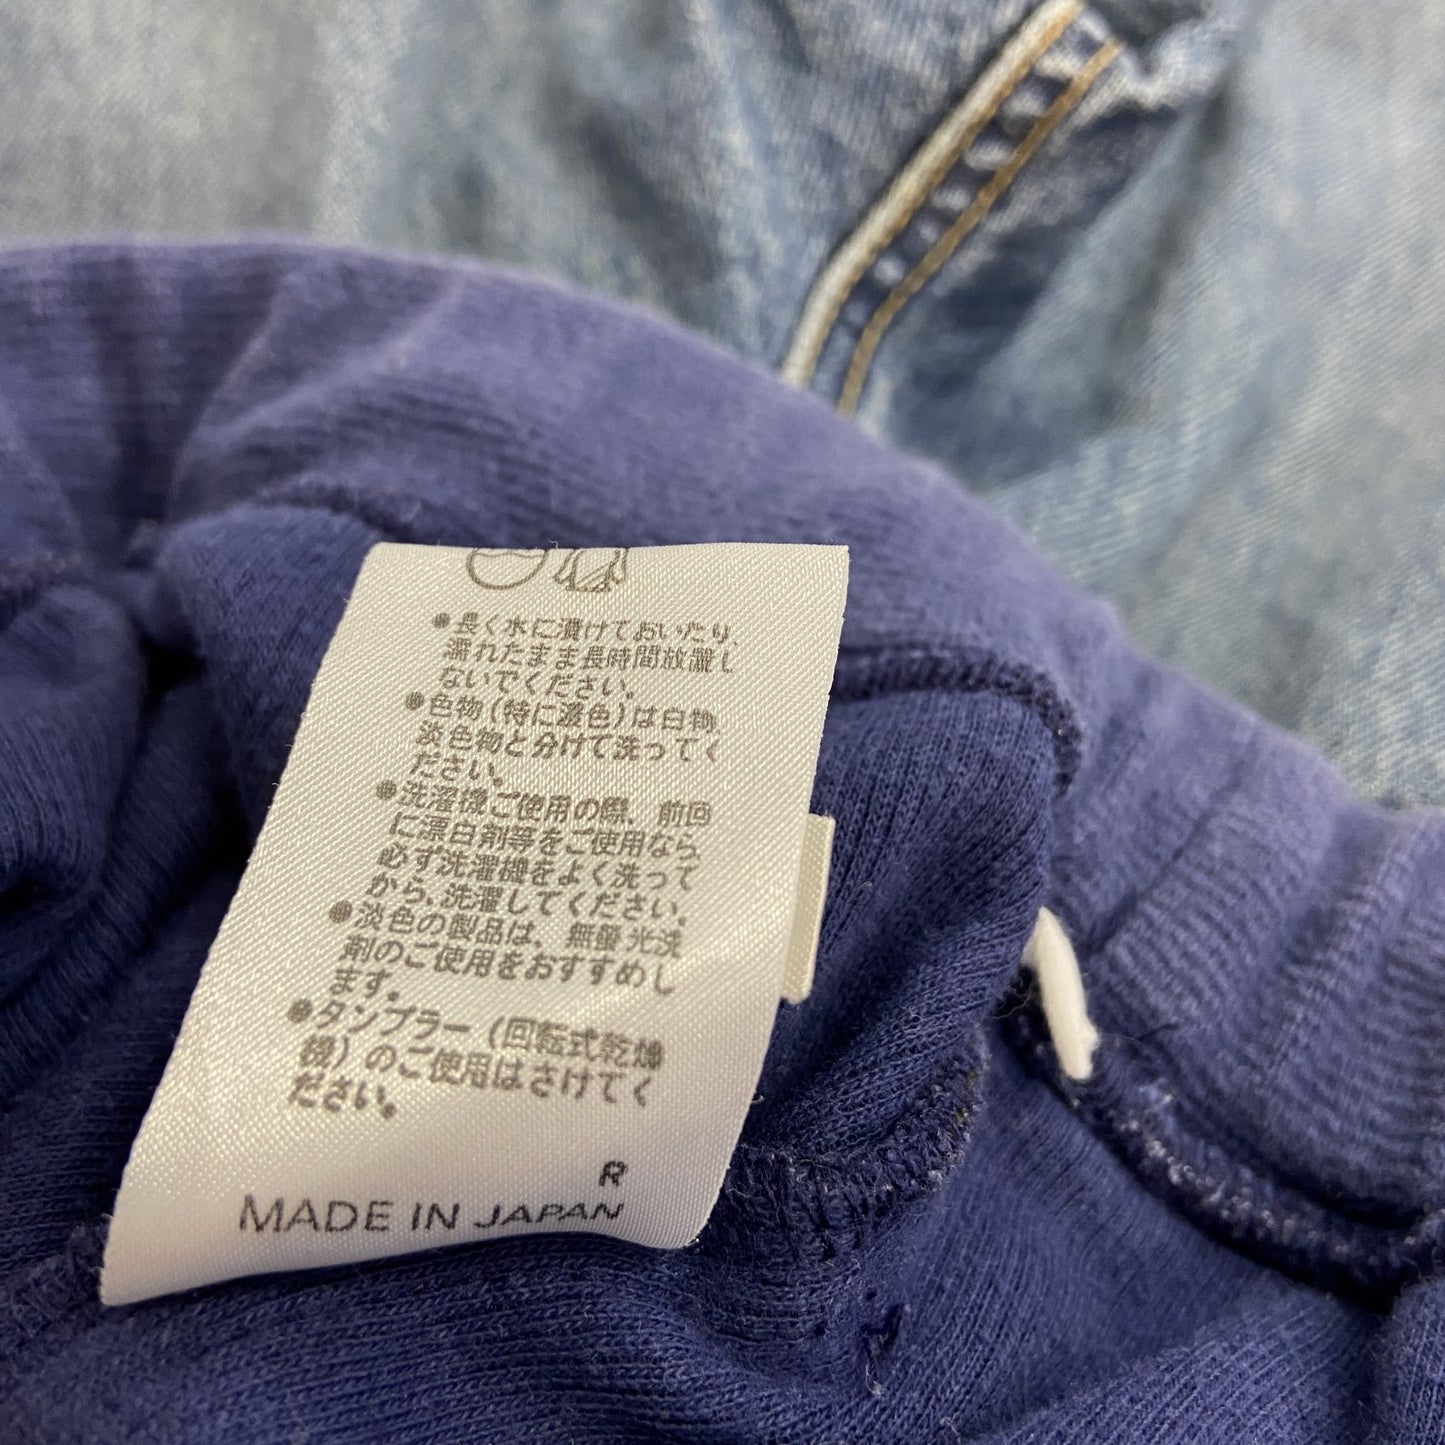 ●長く水に漬けておいたり、
濡れたまま長時間放置し
ないでください。
●色物(特に濃色)は白物、
淡色物と分けて洗ってく
ださい。
●洗濯機ご使用の際、前回
に漂白剤等をご使用なら、
必ず洗濯機をよく洗って
から、洗濯してください。
●淡色の製品は、無螢光洗
剤のご使用をおすすめし
ます。
●タンブラー(回転式乾燥
機)のご使用はさけてく
ださい。
R
MADE IN JAPAN